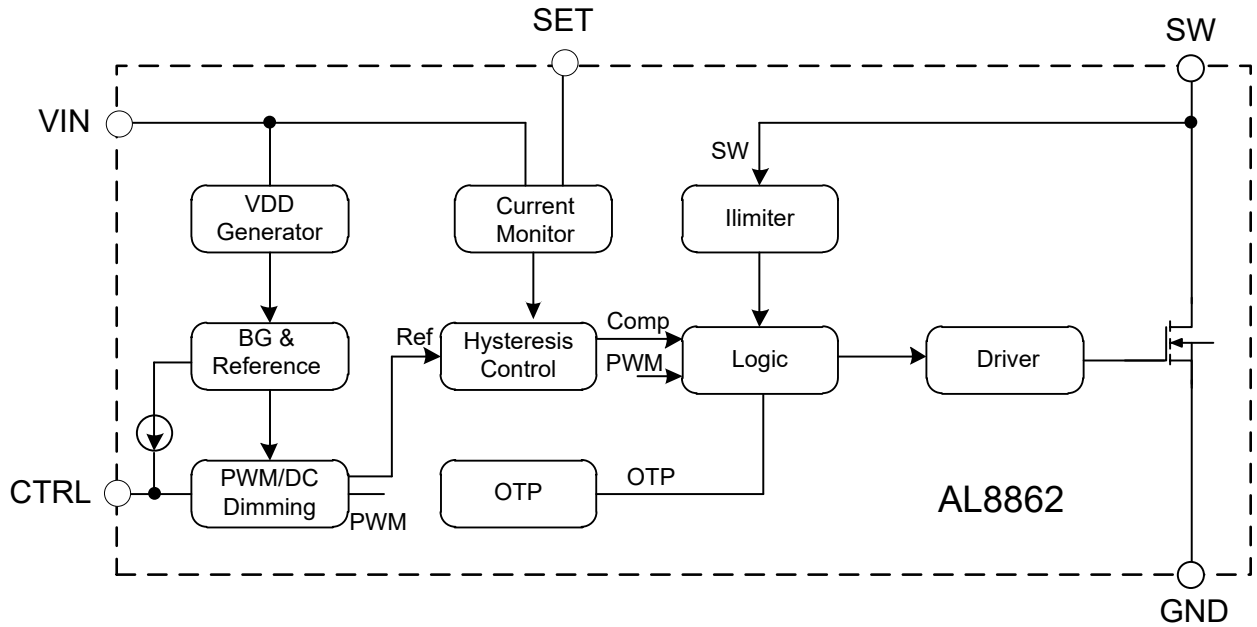 SET
SW
VIN
SW
VDD
Generator
Current
Monitor
Ilimiter
BG &
Reference
Ref
Hysteresis
Control
Comp
PWM
Logic
Driver
CTRL
PWM/DC
Dimming
PWM
OTP
OTP
AL8862
GND